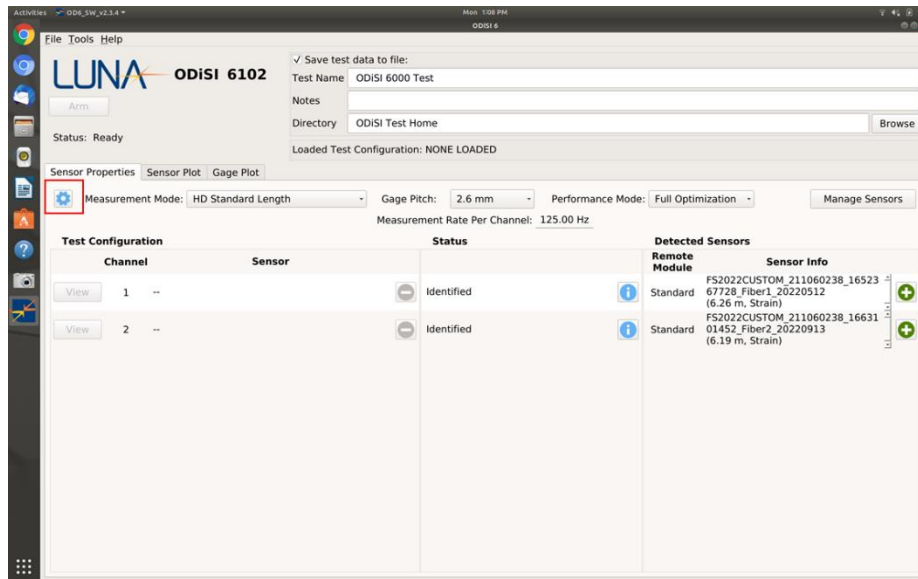 Activities OD6_SW_v2.3.4 Mon 1:08 PM
ODiSI 6
File Tools Help
LUNA ODiSI 6102
Arm
Status: Ready
✓ Save test data to file:
Test Name ODiSI 6000 Test
Notes
Directory ODiSI Test Home Browse
Loaded Test Configuration: NONE LOADED
Sensor Properties Sensor Plot Gage Plot
Measurement Mode: HD Standard Length Gage Pitch: 2.6 mm Performance Mode: Full Optimization Manage Sensors
Measurement Rate Per Channel: 125.00 Hz
Test Configuration Status Detected Sensors
Channel Sensor Remote Module Sensor Info
View 1 -- Identified Standard FS2022CUSTOM_211060238_16523
67728_Fiber1_20220512
(6.26 m, Strain)
View 2 -- Identified Standard FS2022CUSTOM_211060238_16631
01452_Fiber2_20220913
(6.19 m, Strain)